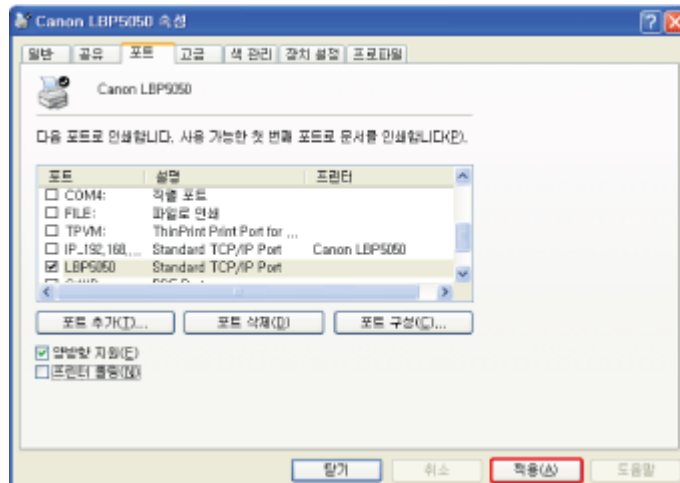 Canon LBP5050 속성
일반 공유 포트 고급 색 관리 장치 설정 프로파일
Canon LBP5050
다음 포트로 인쇄합니다. 사용 가능한 첫 번째 포트로 문서를 인쇄합니다(P).
포트 설명 프린터
COM4: 직렬 포트
FILE: 파일로 인쇄
TPVM: ThinPrint Print Port for ...
IP_192,168,... Standard TCP/IP Port Canon LBP5050
LBP5050 Standard TCP/IP Port
포트 추가(T)... 포트 삭제(D) 포트 구성(C)...
양방향 지원(E)
프린터 풀링(N)
닫기 취소 적용(A) 도움말